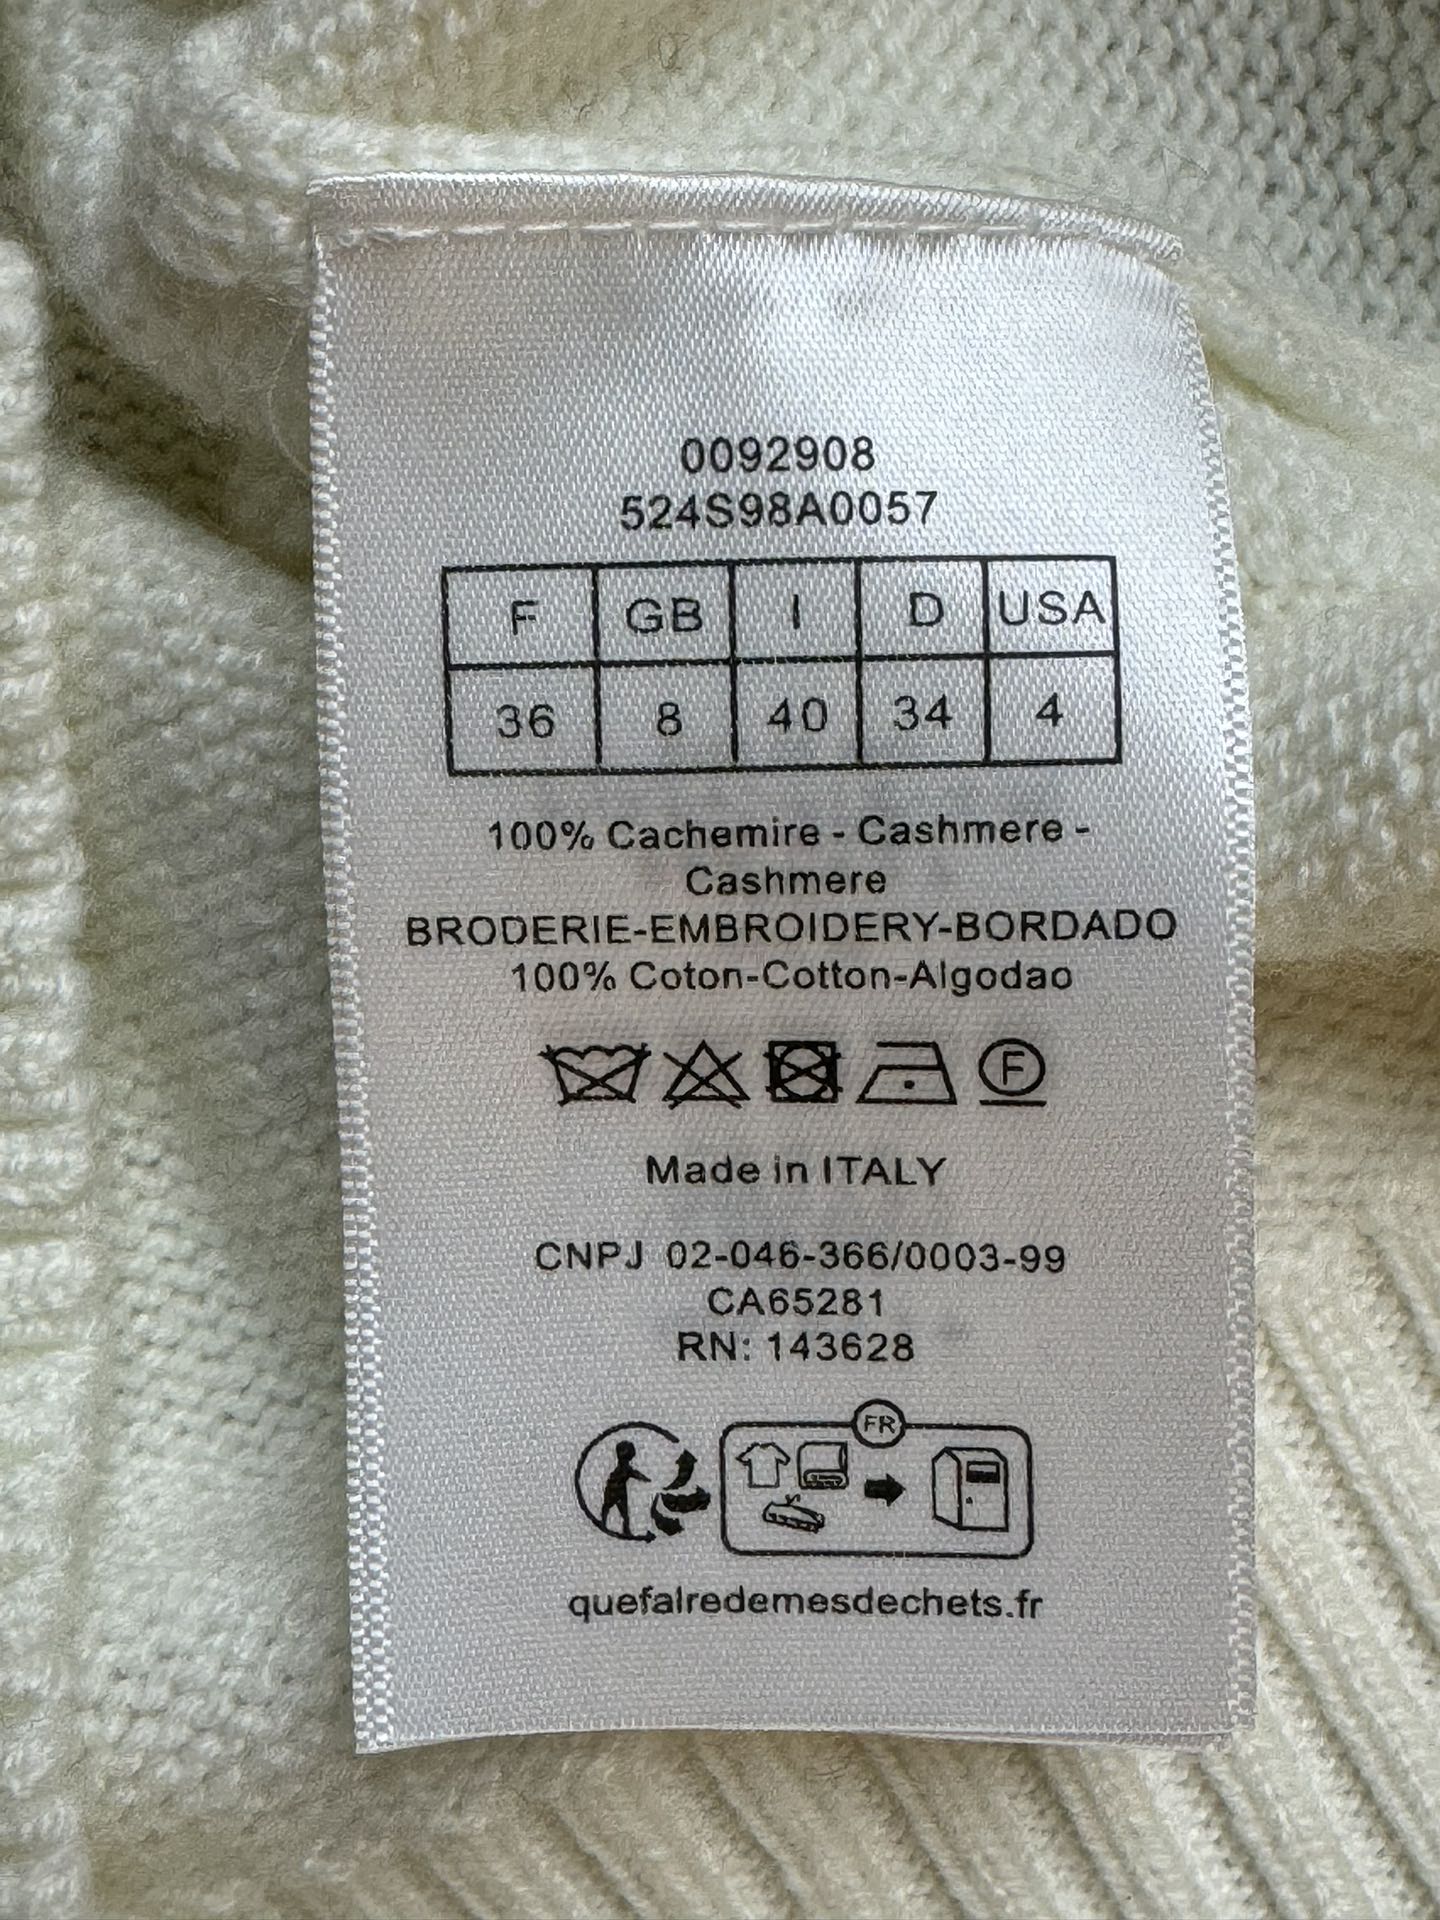 0092908
524S98A0057
F GB I D USA
36 8 40 34 4
100% Cachemire - Cashmere -
Cashmere
BRODERIE-EMBROIDERY-BORDADO
100% Coton-Cotton-Algodao
F
Made in ITALY
CNPJ 02-046-366/0003-99
CA65281
RN: 143628
FR
quefairedemesdechets.fr